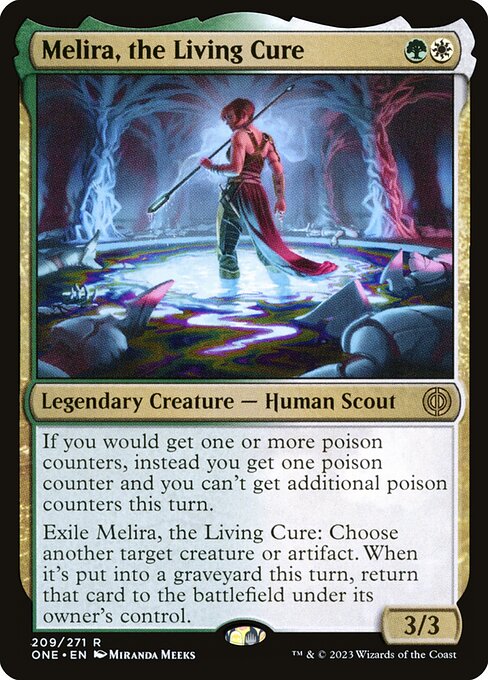 Melira, the Living Cure
Legendary Creature — Human Scout
If you would get one or more poison
counters, instead you get one poison
counter and you can't get additional poison
counters this turn.
Exile Melira, the Living Cure: Choose
another target creature or artifact. When
it's put into a graveyard this turn, return
that card to the battlefield under its
owner's control.
3/3
209/271 R
ONE • EN Miranda Meeks
™ & © 2023 Wizards of the Coast